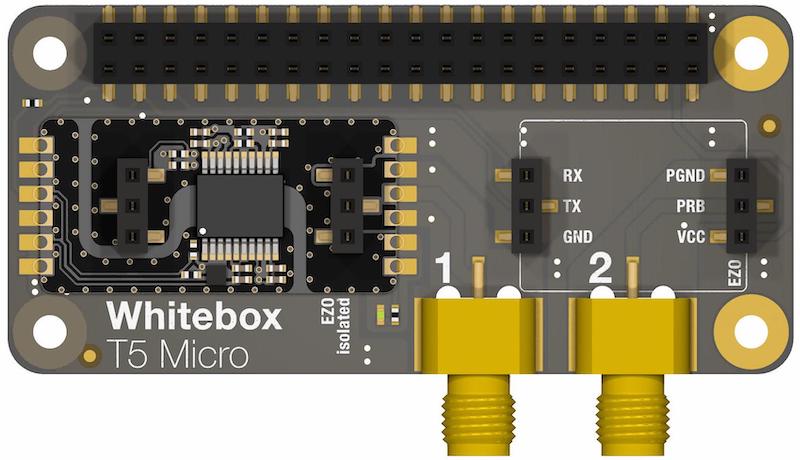 RX
TX
GND
PGND
PRB
VCC
EZO
1
2
Whitebox
T5 Micro
EZO
isolated